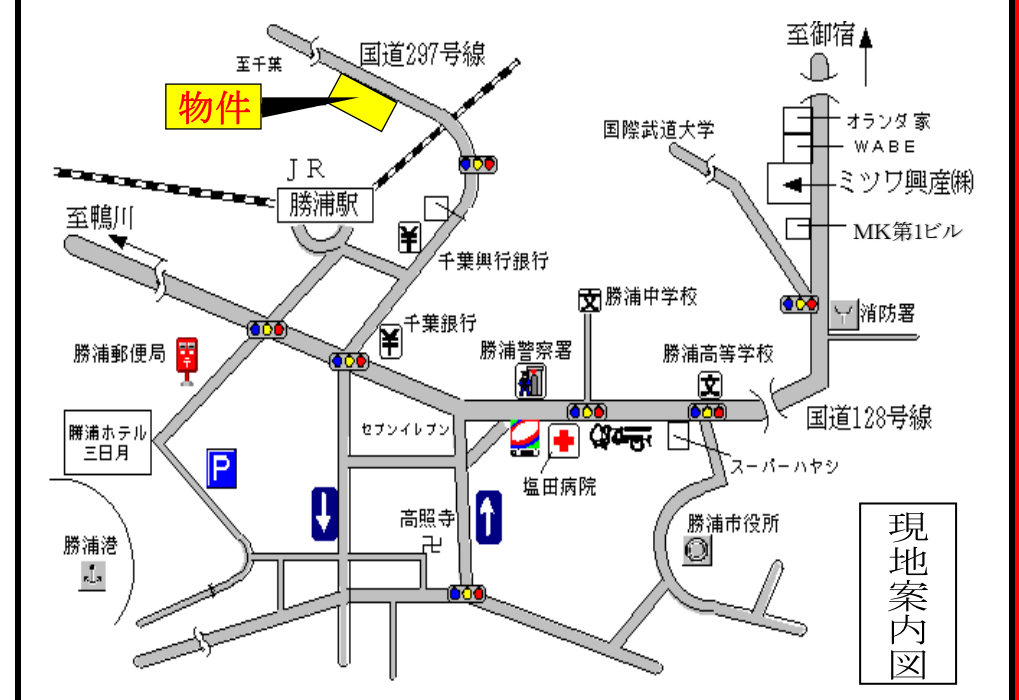 至御宿
国道297号線
至千葉
物件
オランダ家
WABE
国際武道大学
ミツワ興産㈱
JR
勝浦駅
至鴨川
MK第1ビル
千葉興行銀行
勝浦中学校
文
消防署
千葉銀行
勝浦郵便局
勝浦警察署
勝浦高等学校
文
国道128号線
勝浦ホテル
三日月
セブンイレブン
P
スーパーハヤシ
塩田病院
高照寺
卍
勝浦市役所
勝浦港
現地案内図
¥
¥